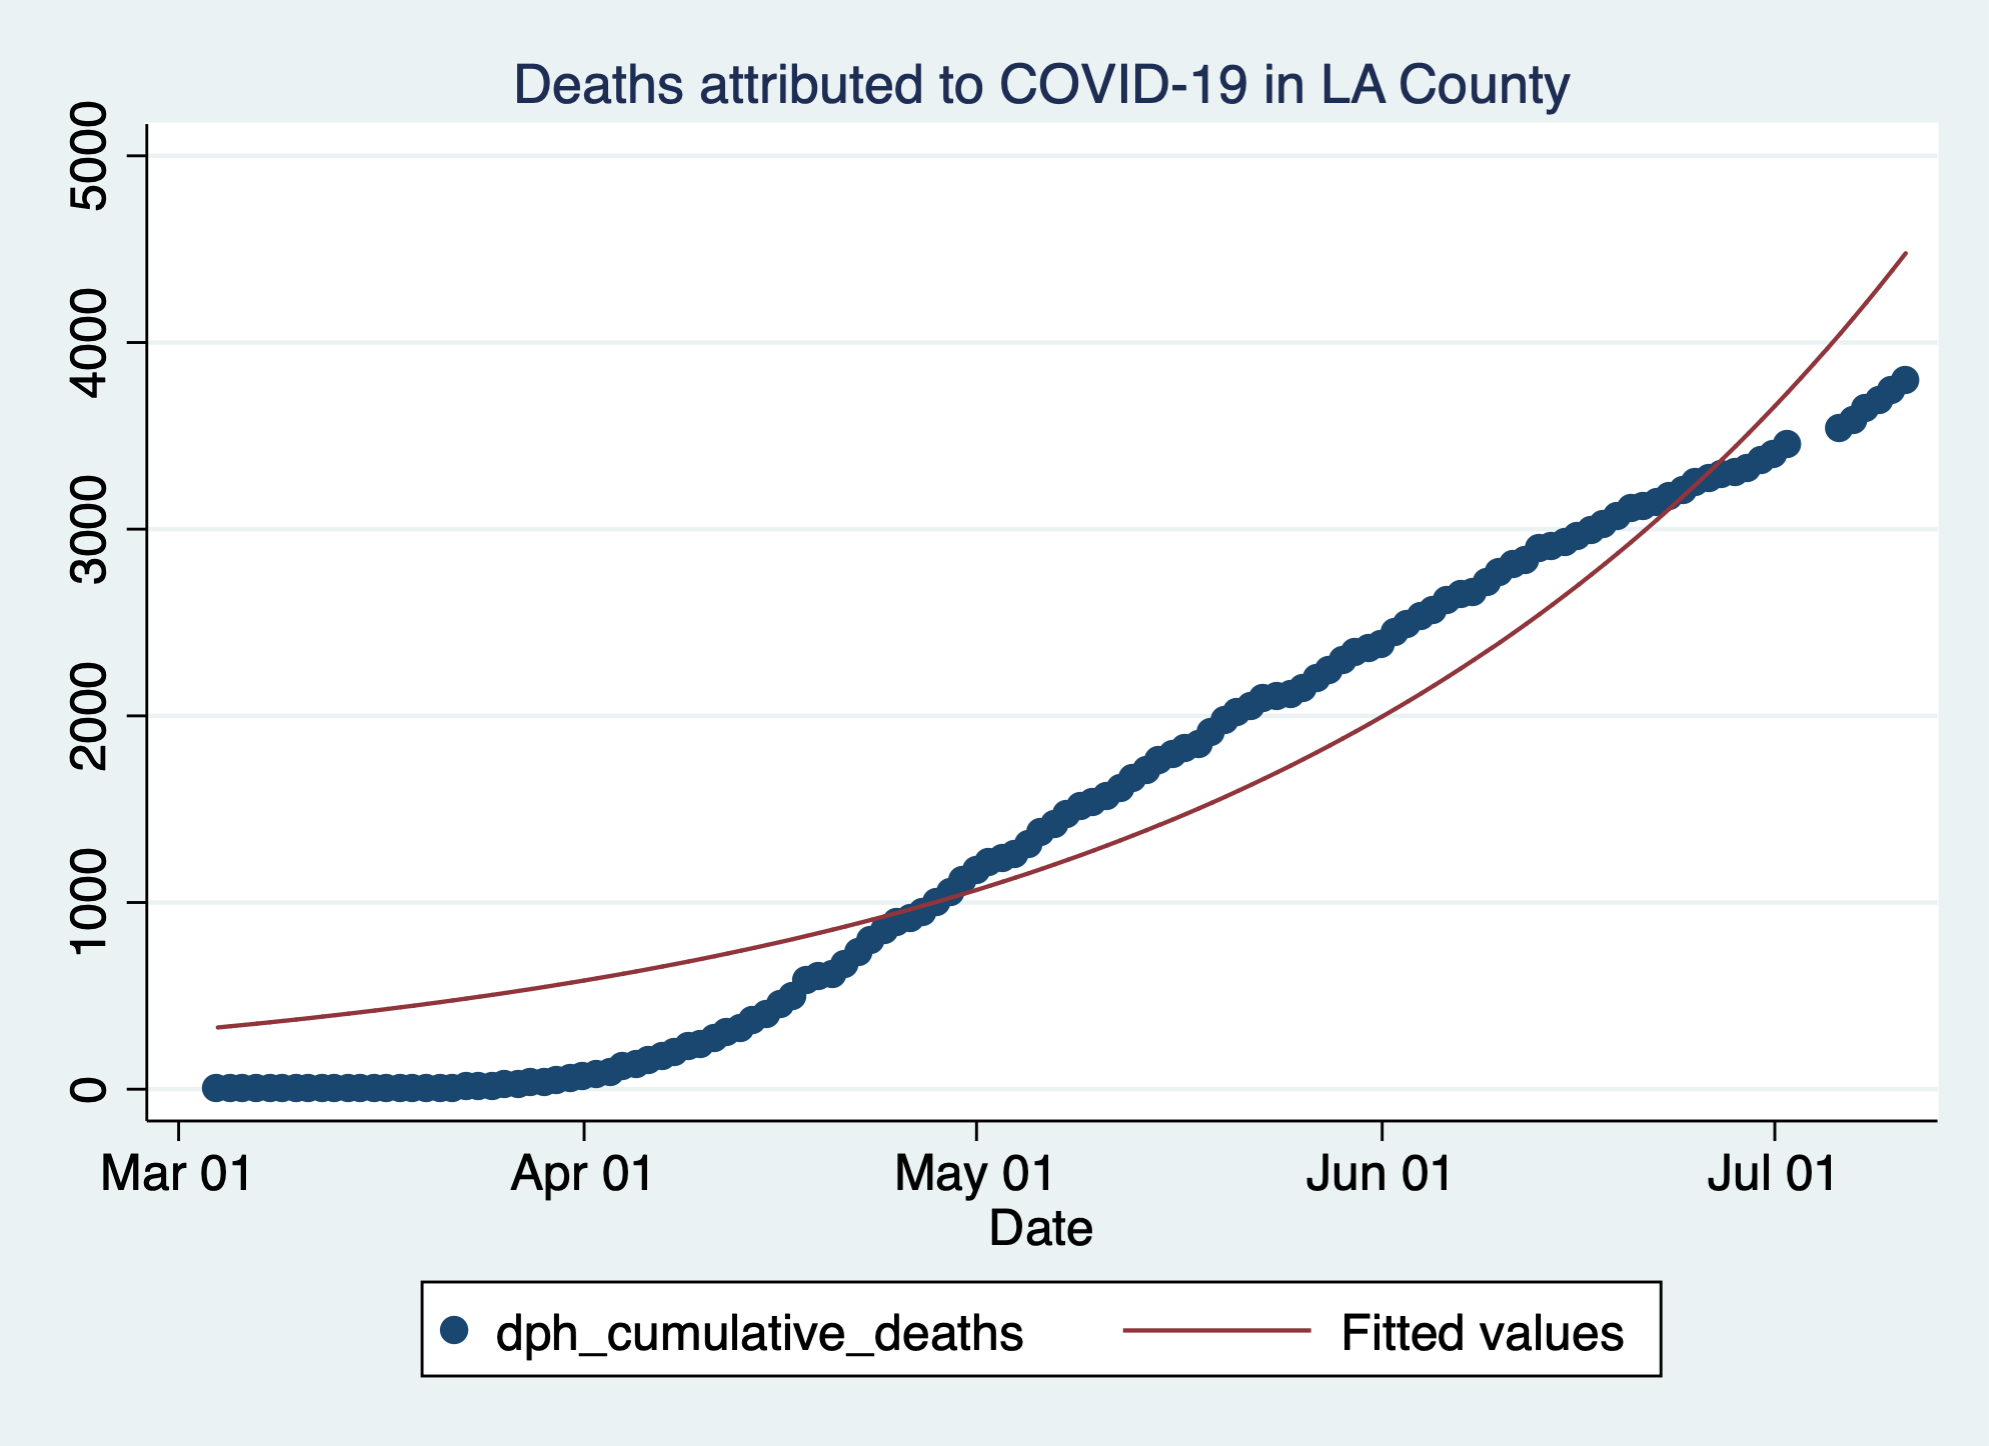 Deaths attributed to COVID-19 in LA County
5000
4000
3000
2000
1000
0
Mar 01 Apr 01 May 01 Jun 01 Jul 01
Date
dph_cumulative_deaths Fitted values